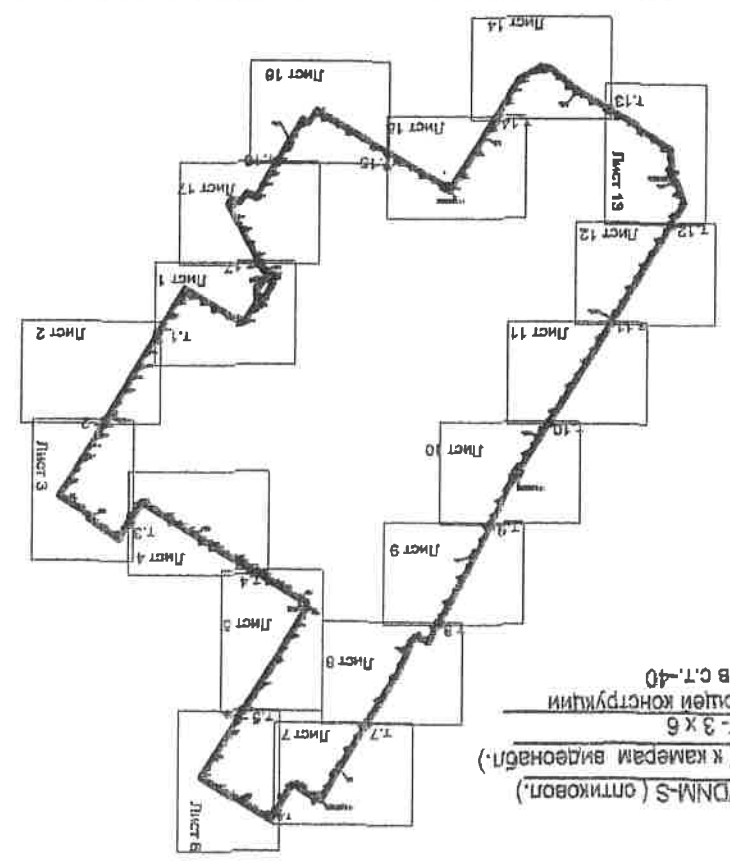 DNM-S ( оптиковол.)
к камерам видеонабл.)
- 3 х 6
ющей конструкции
в с.т.-40
Лист 6
Лист 7
т.7
т.5
Лист 8
Лист 5
т.8
т.4
Лист 9
Лист 4
т.3
т.9
Лист 3
Лист 10
т.10
2
Лист 11
Лист 2
т.1
т.11
Лист 1
17
Лист 12
т.12
Лист 17
Лист 13
т.16
т.15
Лист 15
т.14
т.13
Лист 16
Лист 14